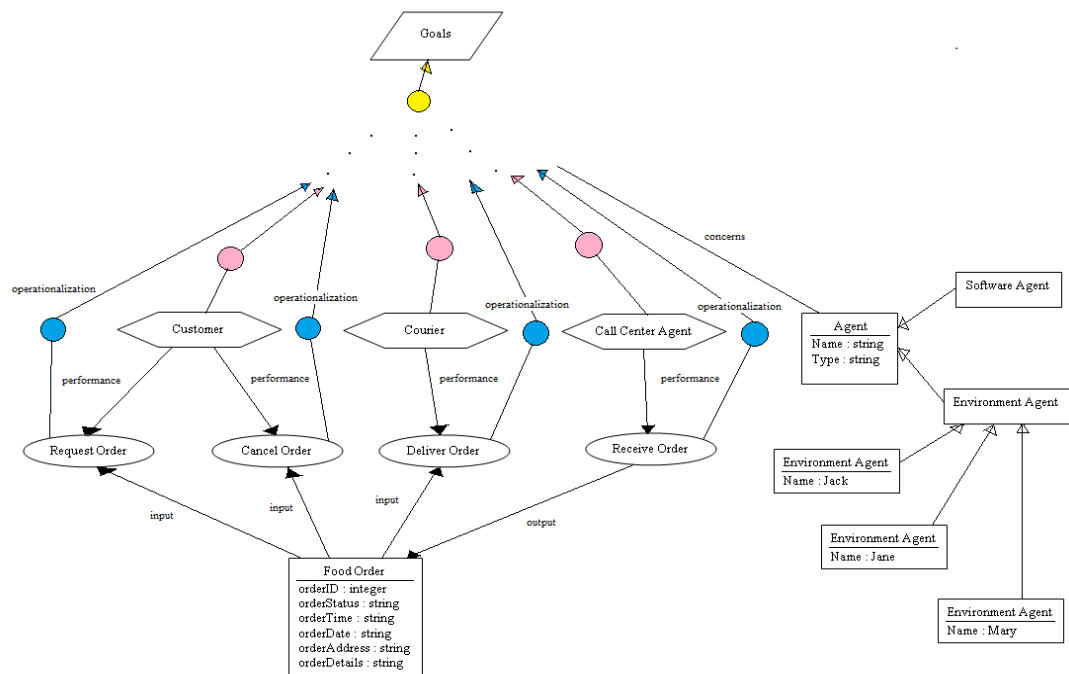 Goals
concerns
operationalization
operationalization
operationalization
operationalization
Software Agent
Customer
Courier
Call Center Agent
Agent
Name : string
Type : string
performance
performance
performance
performance
Environment Agent
Request Order
Cancel Order
Deliver Order
Receive Order
Environment Agent
Name : Jack
input
input
input
output
Environment Agent
Name : Jane
Food Order
orderID : integer
orderStatus : string
orderTime : string
orderDate : string
orderAddress : string
orderDetails : string
Environment Agent
Name : Mary